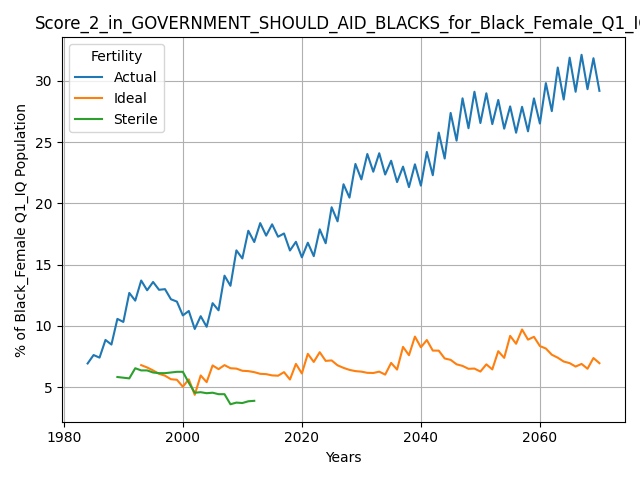 Score_2_in_GOVERNMENT_SHOULD_AID_BLACKS_for_Black_Female_Q1_IQ
Fertility
Actual
Ideal
Sterile
% of Black_Female Q1_IQ Population
30
25
20
15
10
5
1980 2000 2020 2040 2060
Years